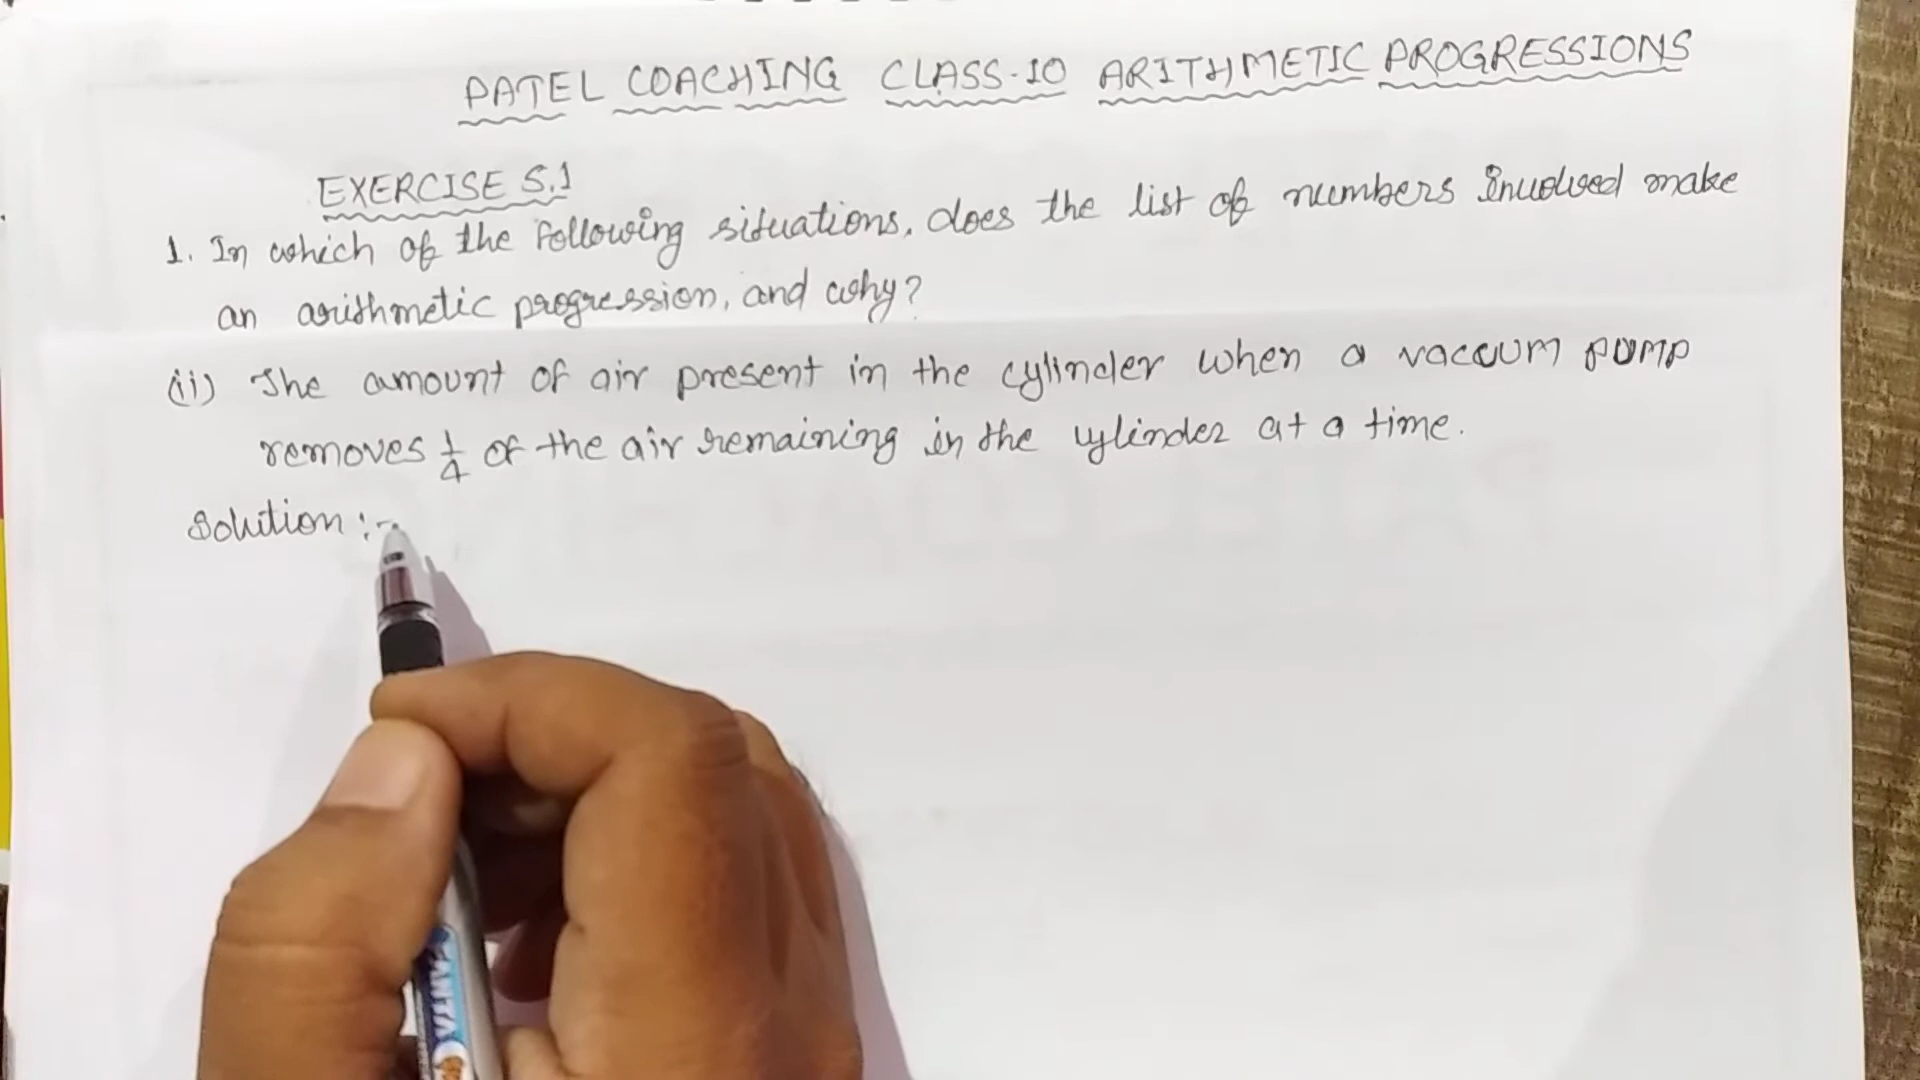 PATEL COACHING CLASS-10 ARITHMETIC PROGRESSIONS
EXERCISE 5.1
1. In which of the following situations, does the list of numbers involved make
an arithmetic progression, and why?
(ii) The amount of air present in the cylinder when a vacuum pump
removes 1/4 of the air remaining in the cylinder at a time.
Solution :-